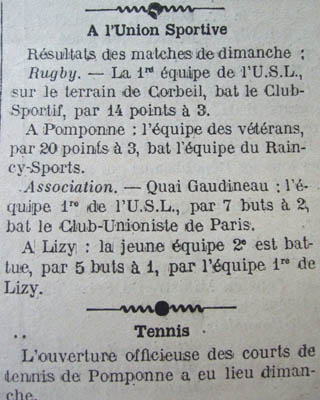 A l'Union Sportive
Résultats des matches de dimanche :
Rugby. — La 1re équipe de l'U.S.L.,
sur le terrain de Corbeil, bat le Club-
Sportif, par 14 points à 3.
A Pomponne : l'équipe des vétérans,
par 20 points à 3, bat l'équipe du Rain-
cy-Sports.
Association. — Quai Gaudineau : l'é-
quipe 1re de l'U.S.L., par 7 buts à 2,
bat le Club-Unioniste de Paris.
A Lizy : la jeune équipe 2e est bat-
tue, par 5 buts à 1, par l'équipe 1re de
Lizy.
Tennis
L'ouverture officieuse des courts de
tennis de Pomponne a eu lieu diman-
che.